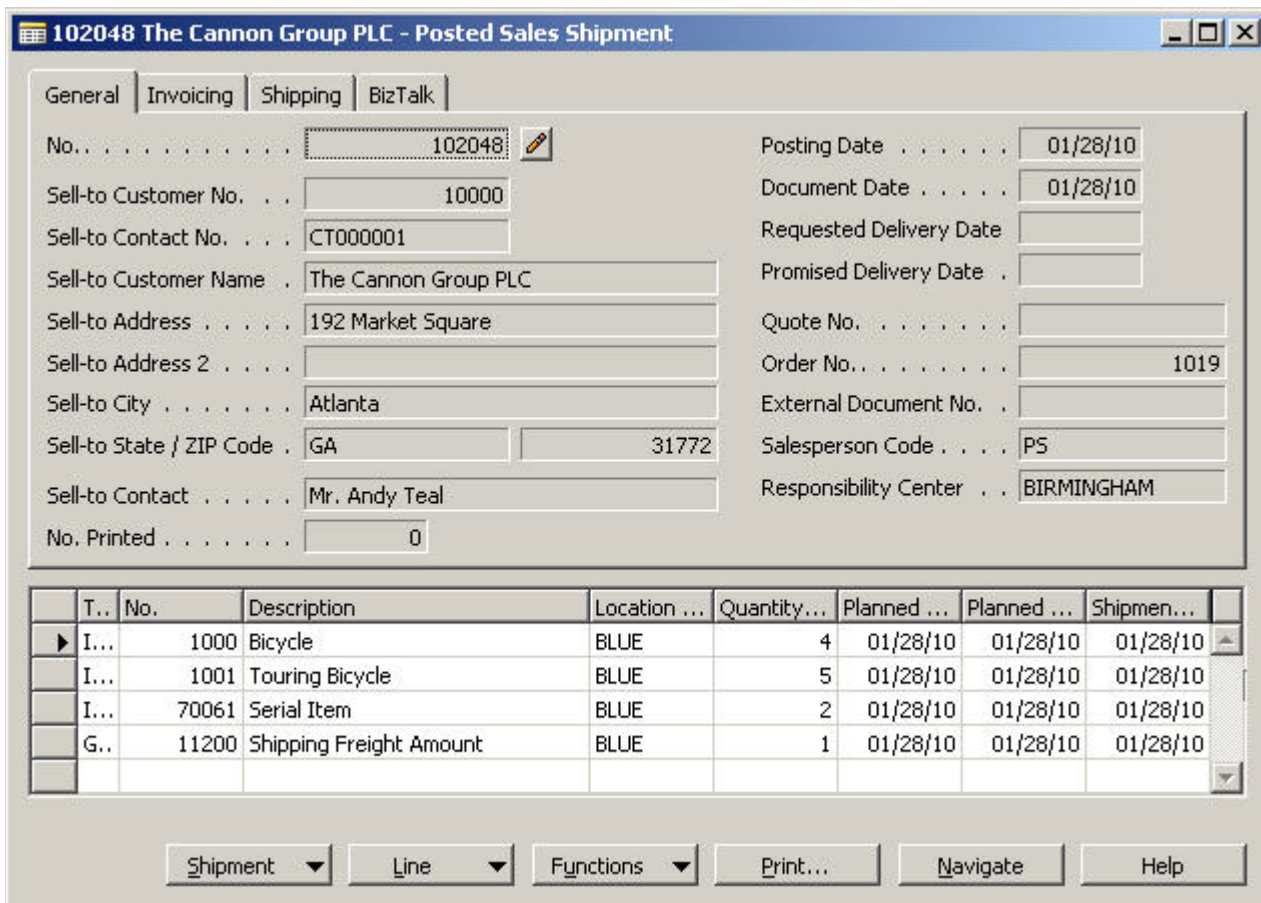 102048 The Cannon Group PLC - Posted Sales Shipment
General Invoicing Shipping BizTalk
No.. . . . . . . . . . . . 102048
Sell-to Customer No. . . 10000
Sell-to Contact No. . . . CT000001
Sell-to Customer Name . The Cannon Group PLC
Sell-to Address . . . . . 192 Market Square
Sell-to Address 2 . . . .
Sell-to City . . . . . . . Atlanta
Sell-to State / ZIP Code . GA 31772
Sell-to Contact . . . . . Mr. Andy Teal
No. Printed . . . . . . . 0
Posting Date . . . . . . 01/28/10
Document Date . . . . . 01/28/10
Requested Delivery Date
Promised Delivery Date .
Quote No. . . . . . . . .
Order No.. . . . . . . . 1019
External Document No. .
Salesperson Code . . . . PS
Responsibility Center . . BIRMINGHAM
T.. No. Description Location ... Quantity... Planned ... Planned ... Shipmen...
I... 1000 Bicycle BLUE 4 01/28/10 01/28/10 01/28/10
I... 1001 Touring Bicycle BLUE 5 01/28/10 01/28/10 01/28/10
I... 70061 Serial Item BLUE 2 01/28/10 01/28/10 01/28/10
G.. 11200 Shipping Freight Amount BLUE 1 01/28/10 01/28/10 01/28/10
Shipment Line Functions Print... Navigate Help